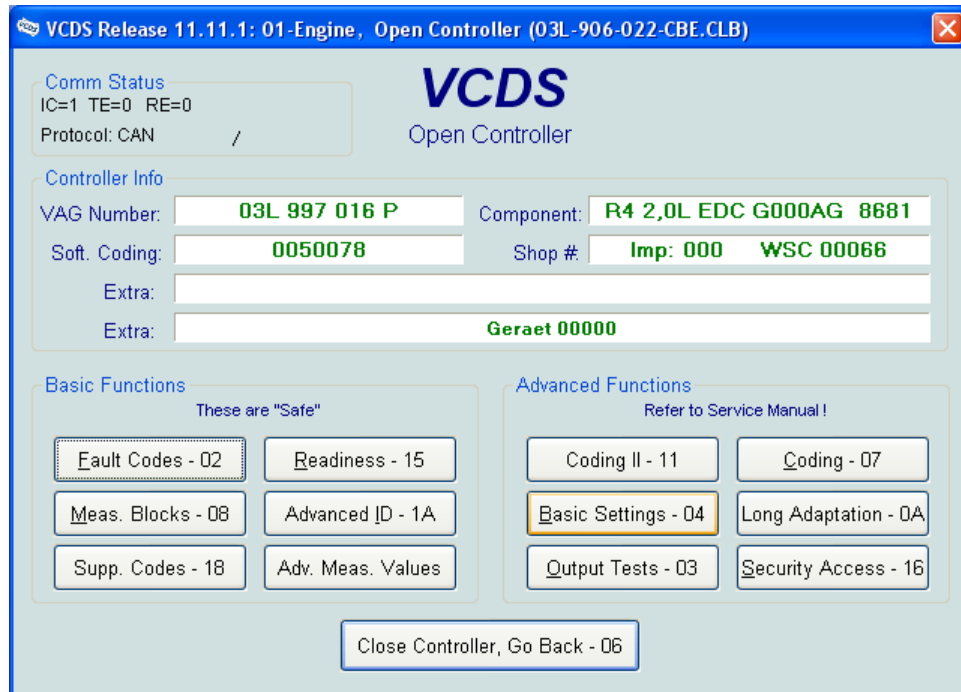 VCDS Release 11.11.1: 01-Engine, Open Controller (03L-906-022-CBE.CLB)
Comm Status
IC=1 TE=0 RE=0
Protocol: CAN /
VCDS
Open Controller
Controller Info
VAG Number: 03L 997 016 P Component: R4 2,0L EDC G000AG 8681
Soft. Coding: 0050078 Shop #: Imp: 000 WSC 00066
Extra:
Extra: Geraet 00000
Basic Functions
These are "Safe"
Fault Codes - 02 Readiness - 15
Meas. Blocks - 08 Advanced ID - 1A
Supp. Codes - 18 Adv. Meas. Values
Advanced Functions
Refer to Service Manual !
Coding II - 11 Coding - 07
Basic Settings - 04 Long Adaptation - 0A
Output Tests - 03 Security Access - 16
Close Controller, Go Back - 06